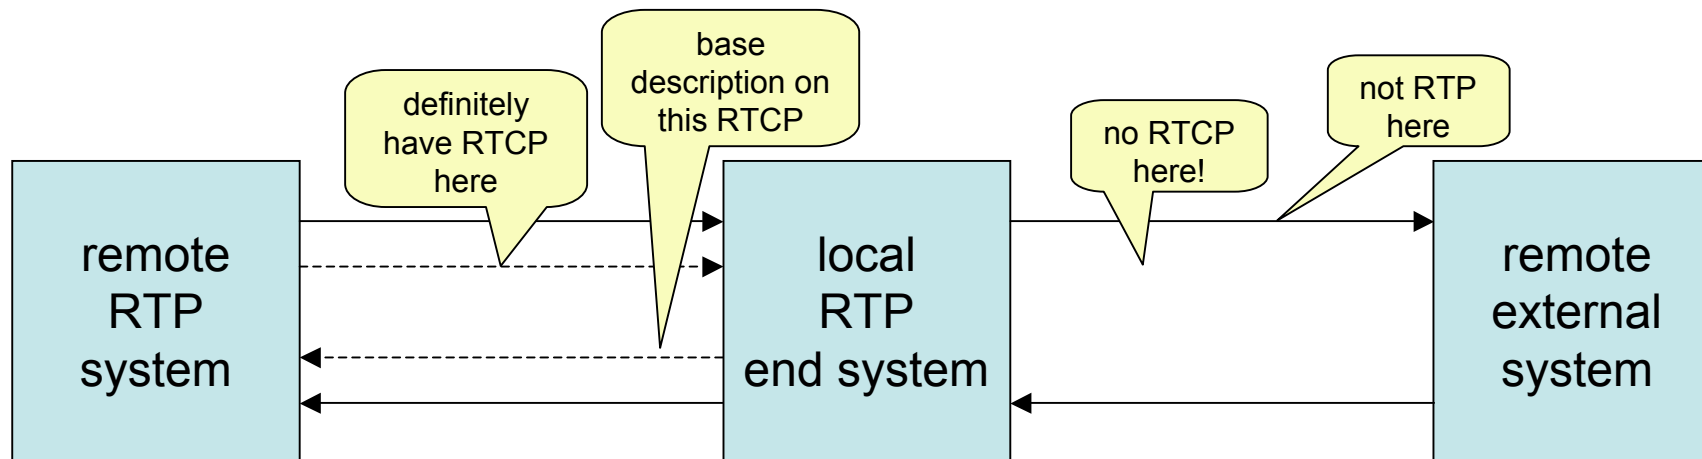 definitely
have RTCP
here
base
description on
this RTCP
no RTCP
here!
not RTP
here
remote
RTP
system
local
RTP
end system
remote
external
system